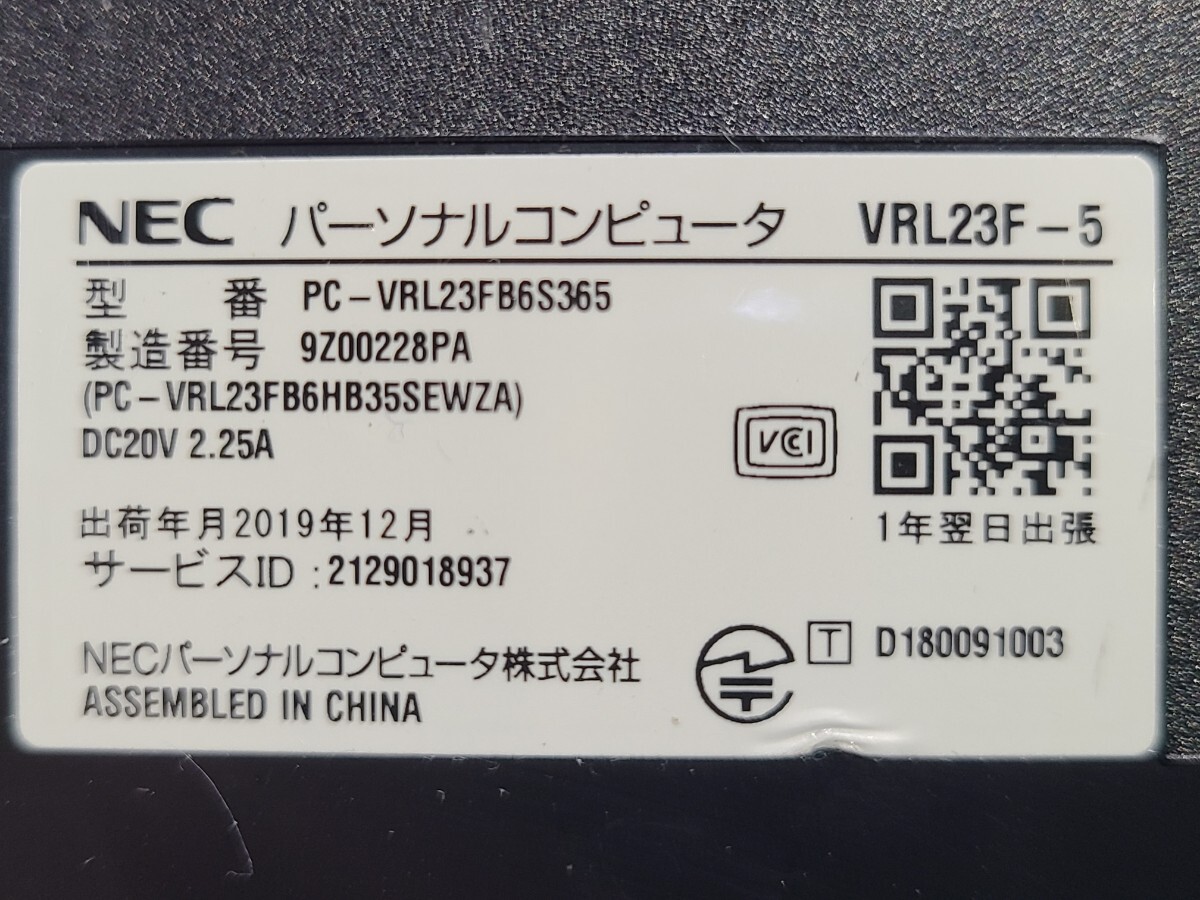 NEC パーソナルコンピュータ VRL23F-5
型 番 PC-VRL23FB6S365
製造番号 9Z00228PA
(PC-VRL23FB6HB35SEWZA)
DC20V 2.25A
VCCI
出荷年月2019年12月
1年翌日出張
サービスID:2129018937
NECパーソナルコンピュータ株式会社
T D180091003
ASSEMBLED IN CHINA